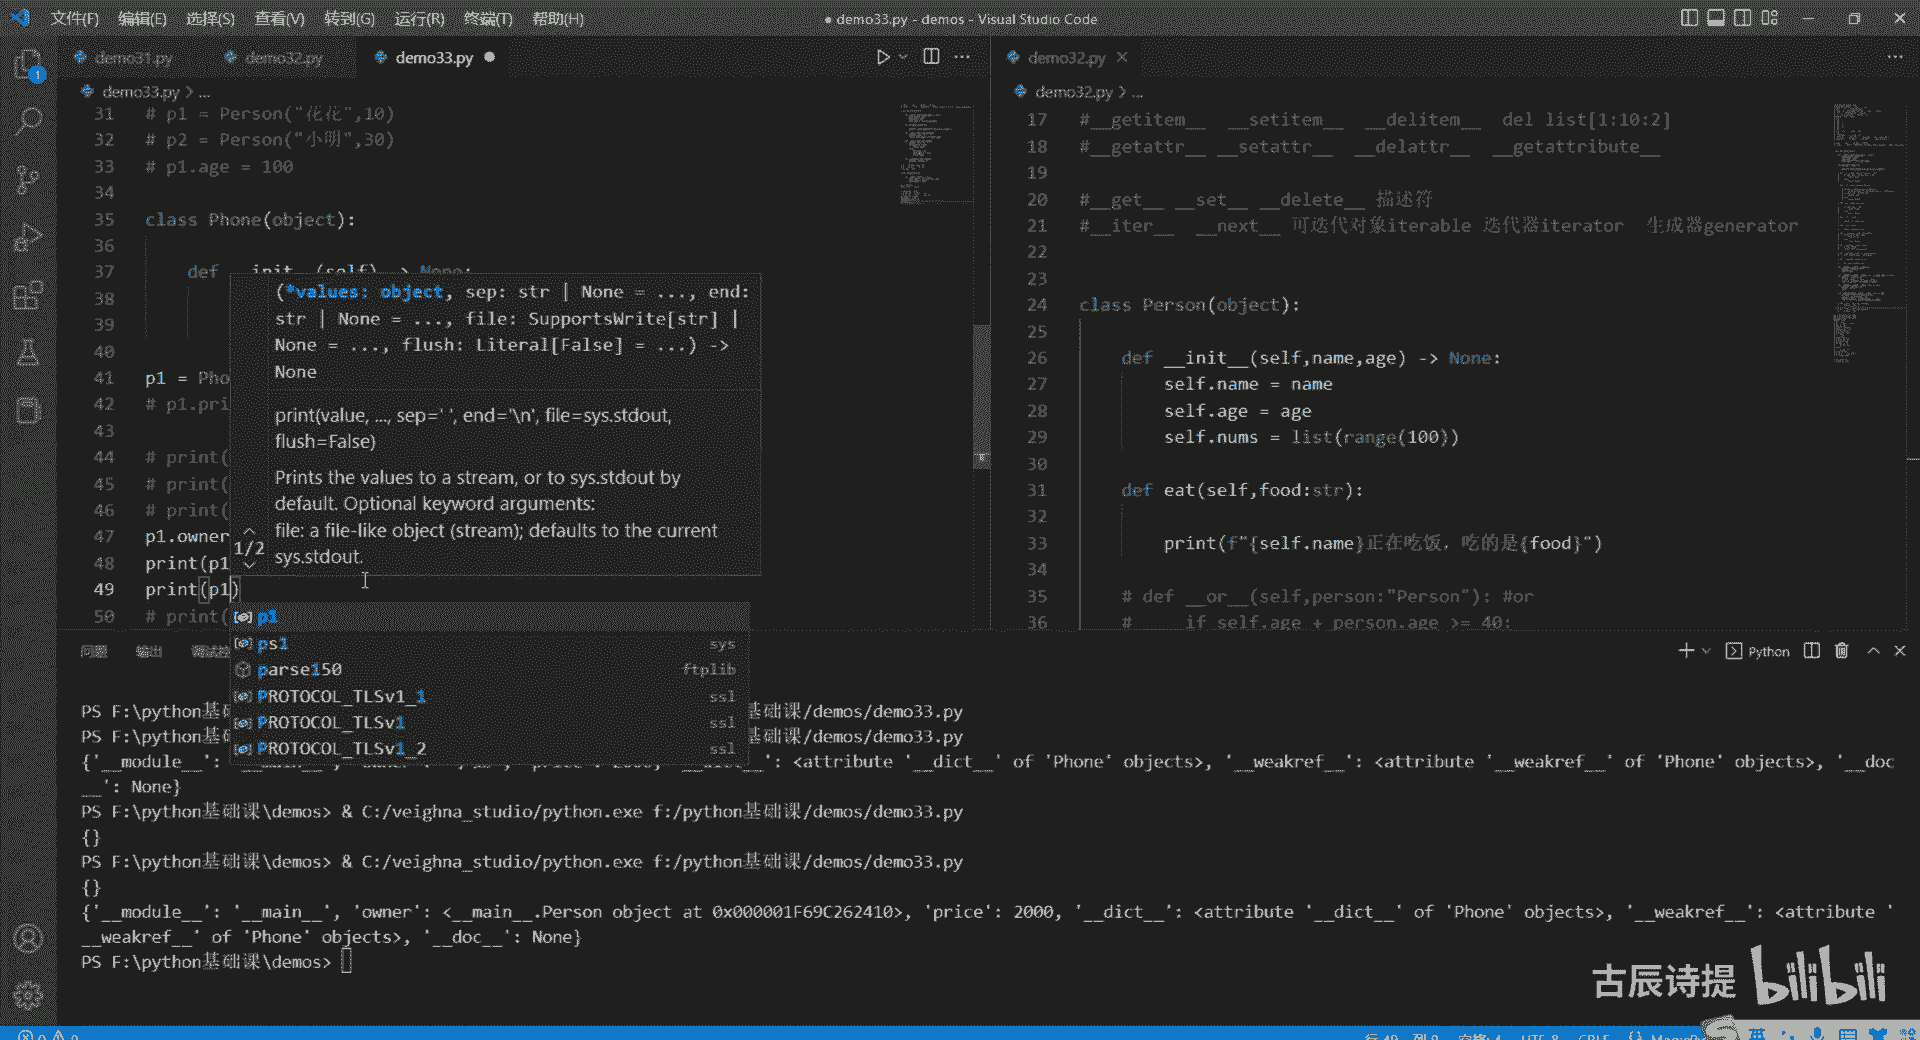 文件(F) 编辑(E) 选择(S) 查看(V) 转到(G) 运行(R) 终端(T) 帮助(H)
● demo33.py - demos - Visual Studio Code
demo31.py demo32.py demo33.py ●
demo33.py > ...
31 # p1 = Person("花花",10)
32 # p2 = Person("小明",30)
33 # p1.age = 100
34
35 class Phone(object):
36
37 def __init__(self) -> None:
38
39
40
41 p1 = Pho
42 # p1.pri
43
44 # print(
45 # print(
46 # print(
47 p1.owner
48 print(p1
49 print(p1)
50 # print(
(*values: object, sep: str | None = ..., end:
str | None = ..., file: SupportsWrite[str] |
None = ..., flush: Literal[False] = ...) ->
None
print(value, ..., sep=' ', end='\n', file=sys.stdout,
flush=False)
Prints the values to a stream, or to sys.stdout by
default. Optional keyword arguments:
file: a file-like object (stream); defaults to the current
sys.stdout.
1/2
p1
ps1 sys
parse150 ftplib
PROTOCOL_TLSv1_1 ssl
PROTOCOL_TLSv1 ssl
PROTOCOL_TLSv1_2 ssl
demo32.py
demo32.py > ...
17 #__getitem__ __setitem__ __delitem__ del list[1:10:2]
18 #__getattr__ __setattr__ __delattr__ __getattribute__
19
20 #__get__ __set__ __delete__ 描述符
21 #__iter__ __next__ 可迭代对象iterable 迭代器iterator 生成器generator
22
23
24 class Person(object):
25
26 def __init__(self,name,age) -> None:
27 self.name = name
28 self.age = age
29 self.nums = list(range(100))
30
31 def eat(self,food:str):
32
33 print(f"{self.name}正在吃饭，吃的是{food}")
34
35 # def __or__(self,person:"Person"): #or
36 # if self.age + person.age >= 40:
问题 输出 调试控
Python
PS F:\python基 基础课/demos/demo33.py
PS F:\python基 基础课/demos/demo33.py
{'__module__': '__main__', 'price': 2000, '__dict__': <attribute '__dict__' of 'Phone' objects>, '__weakref__': <attribute '__weakref__' of 'Phone' objects>, '__doc
__': None}
PS F:\python基础课\demos> & C:/veighna_studio/python.exe f:/python基础课/demos/demo33.py
{}
PS F:\python基础课\demos> & C:/veighna_studio/python.exe f:/python基础课/demos/demo33.py
{}
{'__module__': '__main__', 'owner': <__main__.Person object at 0x000001F69C262410>, 'price': 2000, '__dict__': <attribute '__dict__' of 'Phone' objects>, '__weakref__': <attribute '
__weakref__' of 'Phone' objects>, '__doc__': None}
PS F:\python基础课\demos>
古辰诗提 bilibili